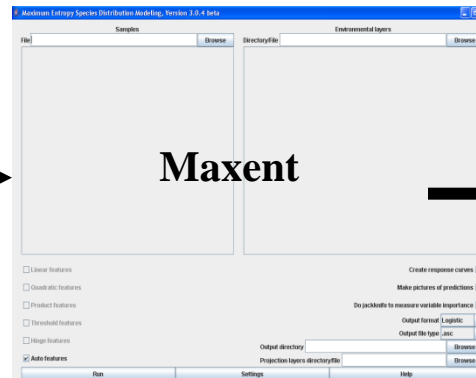 Maximum Entropy Species Distribution Modeling, Version 3.0.4 beta
Samples
File Browse
Environmental layers
Directory/File Browse
Maxent
Linear features
Quadratic features
Product features
Threshold features
Hinge features
Auto features
Create response curves
Make pictures of predictions
Do jackknife to measure variable importance
Output format Logistic
Output file type .asc
Output directory Browse
Projection layers directory/file Browse
Run Settings Help